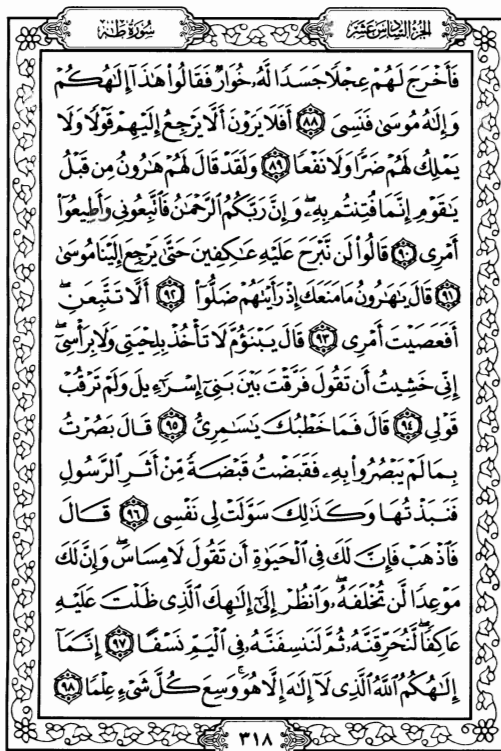 سُورَةُ طٰهٰ الجزء السادس عشر
فَأَخْرَجَ لَهُمْ عِجْلًا جَسَدًا لَّهُۥ خُوَارٌ فَقَالُوا۟ هَٰذَآ إِلَٰهُكُمْ
وَإِلَٰهُ مُوسَىٰ فَنَسِىَ ٨٨ أَفَلَا يَرَوْنَ أَلَّا يَرْجِعُ إِلَيْهِمْ قَوْلًا وَلَا
يَمْلِكُ لَهُمْ ضَرًّا وَلَا نَفْعًا ٨٩ وَلَقَدْ قَالَ لَهُمْ هَٰرُونُ مِن قَبْلُ
يَٰقَوْمِ إِنَّمَا فُتِنتُم بِهِۦ ۖ وَإِنَّ رَبَّكُمُ ٱلرَّحْمَٰنُ فَٱتَّبِعُونِى وَأَطِيعُوٓا۟
أَمْرِى ٩٠ قَالُوا۟ لَن نَّبْرَحَ عَلَيْهِ عَٰكِفِينَ حَتَّىٰ يَرْجِعَ إِلَيْنَا مُوسَىٰ
٩١ قَالَ يَٰهَٰرُونُ مَا مَنَعَكَ إِذْ رَأَيْتَهُمْ ضَلُّوٓا۟ ٩٢ أَلَّا تَتَّبِعَنِ ۖ
أَفَعَصَيْتَ أَمْرِى ٩٣ قَالَ يَبْنَؤُمَّ لَا تَأْخُذْ بِلِحْيَتِى وَلَا بِرَأْسِىٓ ۖ
إِنِّى خَشِيتُ أَن تَقُولَ فَرَّقْتَ بَيْنَ بَنِىٓ إِسْرَٰٓءِيلَ وَلَمْ تَرْقُبْ
قَوْلِى ٩٤ قَالَ فَمَا خَطْبُكَ يَٰسَٰمِرِىُّ ٩٥ قَالَ بَصُرْتُ
بِمَا لَمْ يَبْصُرُوا۟ بِهِۦ فَقَبَضْتُ قَبْضَةً مِّنْ أَثَرِ ٱلرَّسُولِ
فَنَبَذْتُهَا وَكَذَٰلِكَ سَوَّلَتْ لِى نَفْسِى ٩٦ قَالَ
فَٱذْهَبْ فَإِنَّ لَكَ فِى ٱلْحَيَوٰةِ أَن تَقُولَ لَا مِسَاسَ ۖ وَإِنَّ لَكَ
مَوْعِدًا لَّن تُخْلَفَهُۥ ۖ وَٱنظُرْ إِلَىٰٓ إِلَٰهِكَ ٱلَّذِى ظَلْتَ عَلَيْهِ
عَاكِفًا ۖ لَّنُحَرِّقَنَّهُۥ ثُمَّ لَنَنسِفَنَّهُۥ فِى ٱلْيَمِّ نَسْفًا ٩٧ إِنَّمَآ
إِلَٰهُكُمُ ٱللَّهُ ٱلَّذِى لَآ إِلَٰهَ إِلَّا هُوَ ۚ وَسِعَ كُلَّ شَىْءٍ عِلْمًا ٩٨
٣١٨